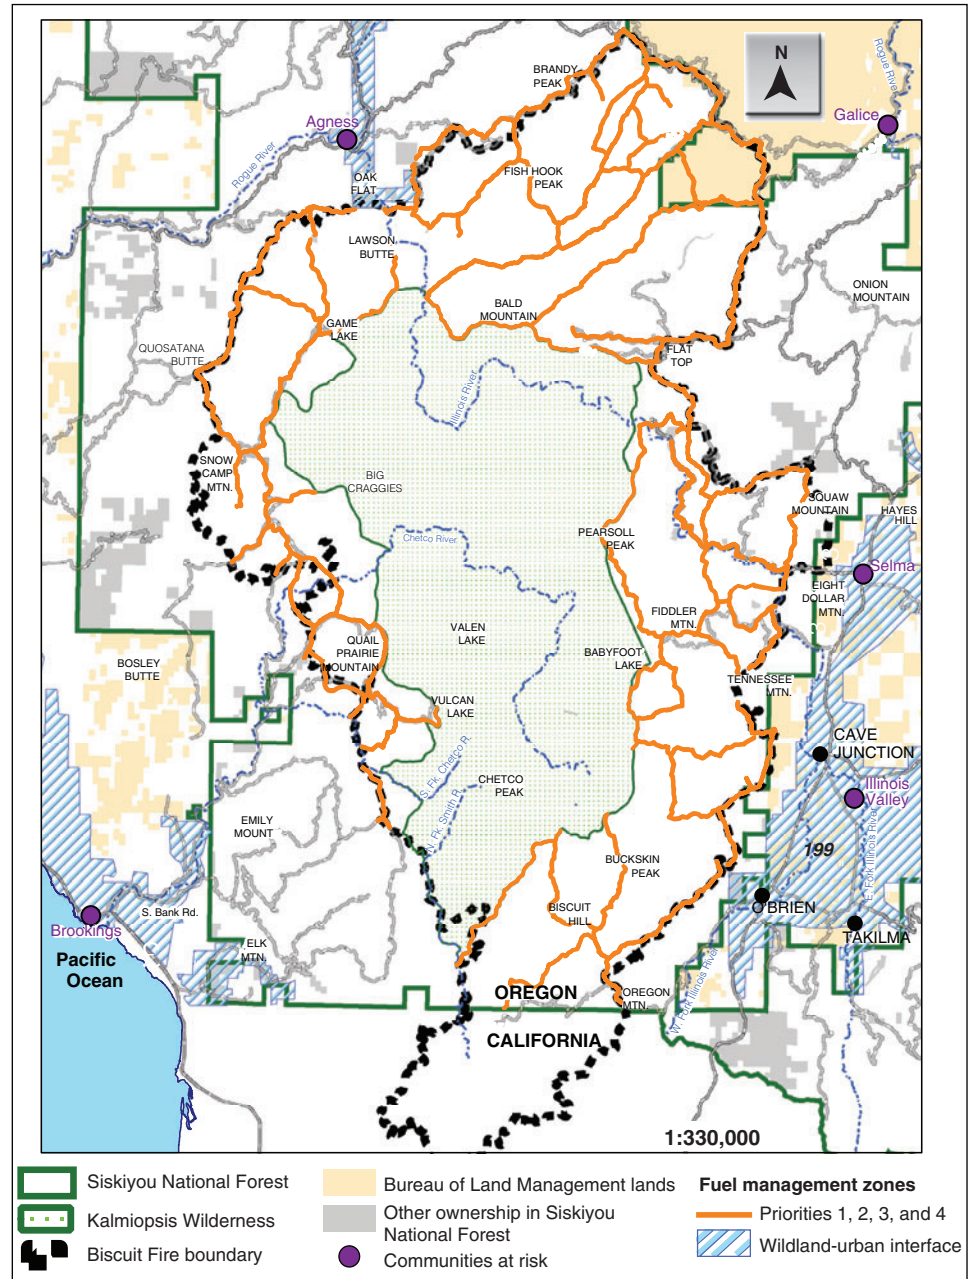 N
BRANDY
PEAK
Rogue River
Galice
Agness
Rogue River
OAK
FLAT
FISH HOOK
PEAK
LAWSON
BUTTE
ONION
MOUNTAIN
BALD
MOUNTAIN
GAME
LAKE
QUOSATANA
BUTTE
FLAT
TOP
Illinois River
SNOW
CAMP
MTN.
BIG
CRAGGIES
SQUAW
MOUNTAIN
HAYES
HILL
PEARSOLL
PEAK
Chetco River
Selma
EIGHT
DOLLAR
MTN.
FIDDLER
MTN.
VALEN
LAKE
QUAIL
PRAIRIE
MOUNTAIN
BABYFOOT
LAKE
BOSLEY
BUTTE
TENNESSEE
MTN.
VULCAN
LAKE
CAVE
JUNCTION
S. Fk. Chetco R.
CHETCO
PEAK
Illinois
Valley
N. Fk. Smith R.
EMILY
MOUNT
199
E. Fork Illinois River
BUCKSKIN
PEAK
S. Bank Rd.
BISCUIT
HILL
O'BRIEN
Brookings
TAKILMA
ELK
MTN.
Pacific
Ocean
W. Fork Illinois River
OREGON
OREGON
MTN.
CALIFORNIA
1:330,000
Siskiyou National Forest
Kalmiopsis Wilderness
Biscuit Fire boundary
Bureau of Land Management lands
Other ownership in Siskiyou
National Forest
Communities at risk
Fuel management zones
Priorities 1, 2, 3, and 4
Wildland-urban interface